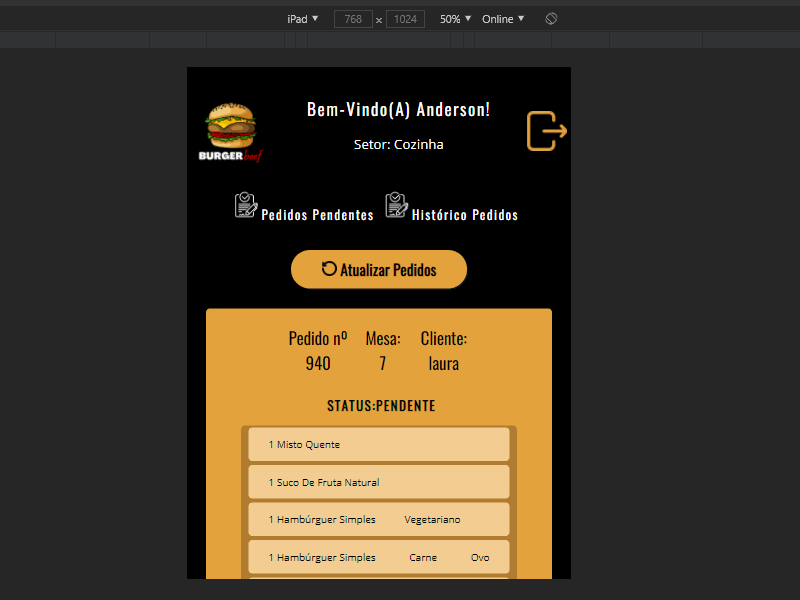 iPad ▼ 768 x 1024 50% ▼ Online ▼
Bem-Vindo(A) Anderson!
BURGERbeef
Setor: Cozinha
Pedidos Pendentes Histórico Pedidos
Atualizar Pedidos
Pedido nº Mesa: Cliente:
940 7 laura
STATUS:PENDENTE
1 Misto Quente
1 Suco De Fruta Natural
1 Hambúrguer Simples Vegetariano
1 Hambúrguer Simples Carne Ovo